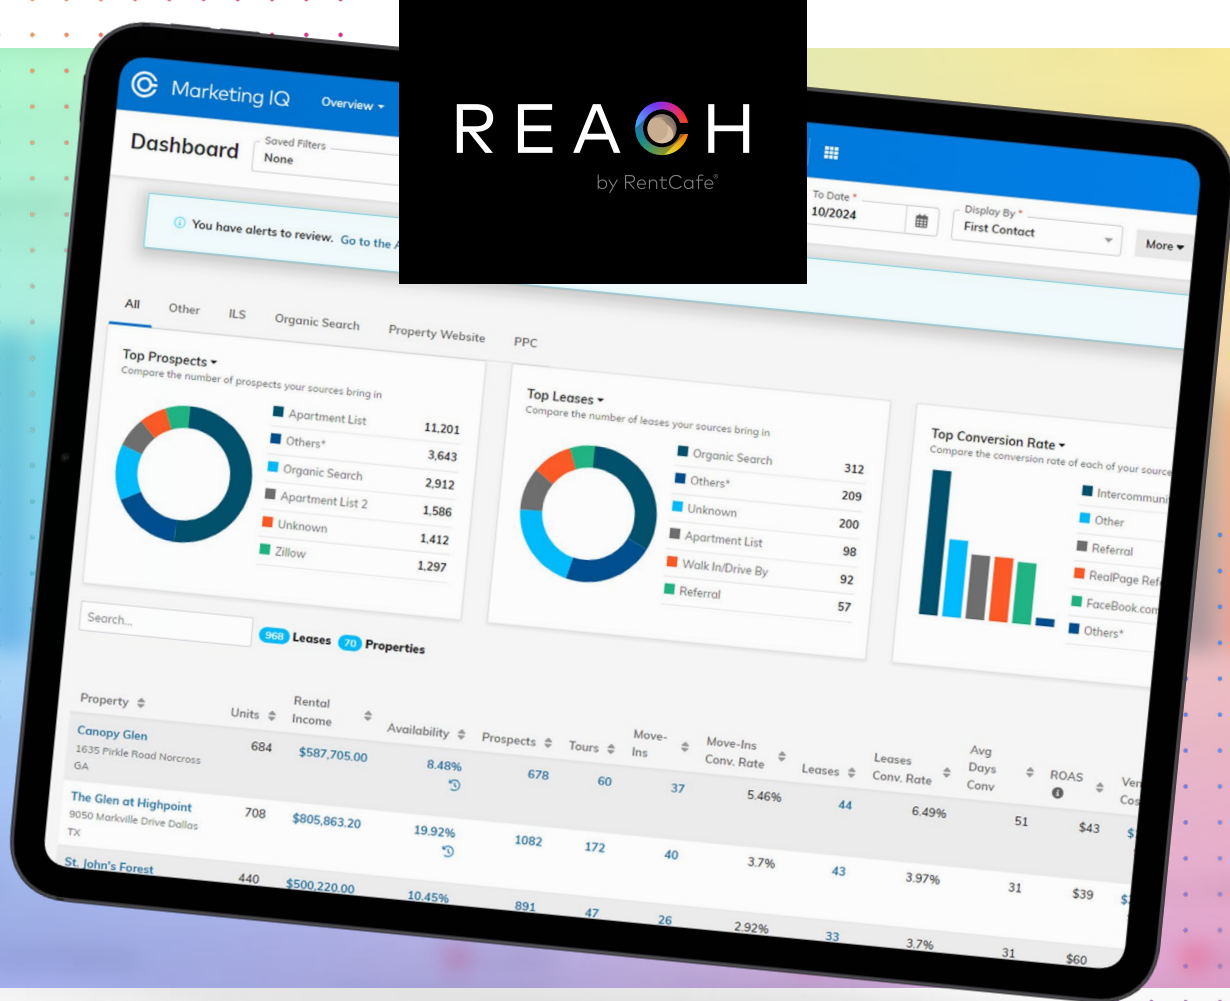 REACH
by RentCafe®
Marketing IQ
Overview
Dashboard
Saved Filters
None
To Date *
10/2024
Display By *
First Contact
More
You have alerts to review. Go to the
All
Other
ILS
Organic Search
Property Website
PPC
Top Prospects
Compare the number of prospects your sources bring in
Apartment List 11,201
Others* 3,643
Organic Search 2,912
Apartment List 2 1,586
Unknown 1,412
Zillow 1,297
Top Leases
Compare the number of leases your sources bring in
Organic Search 312
Others* 209
Unknown 200
Apartment List 98
Walk In/Drive By 92
Referral 57
Top Conversion Rate
Compare the conversion rate of each of your source
Intercommuni
Other
Referral
RealPage Ref
FaceBook.com
Others*
Search...
968 Leases 70 Properties
Property
Units
Rental
Income
Availability
Prospects
Tours
Move-
Ins
Move-Ins
Conv. Rate
Leases
Leases
Conv. Rate
Avg
Days
Conv
ROAS
Ven
Cos
Canopy Glen
1635 Pirkle Road Norcross
GA
684 $587,705.00 8.48% 678 60 37 5.46% 44 6.49% 51 $43
The Glen at Highpoint
9050 Markville Drive Dallas
TX
708 $805,863.20 19.92% 1082 172 40 3.7% 43 3.97% 31 $39
St. John's Forest
440 $500,220.00 10.45% 891 47 26 2.92% 33 3.7% 31 $60